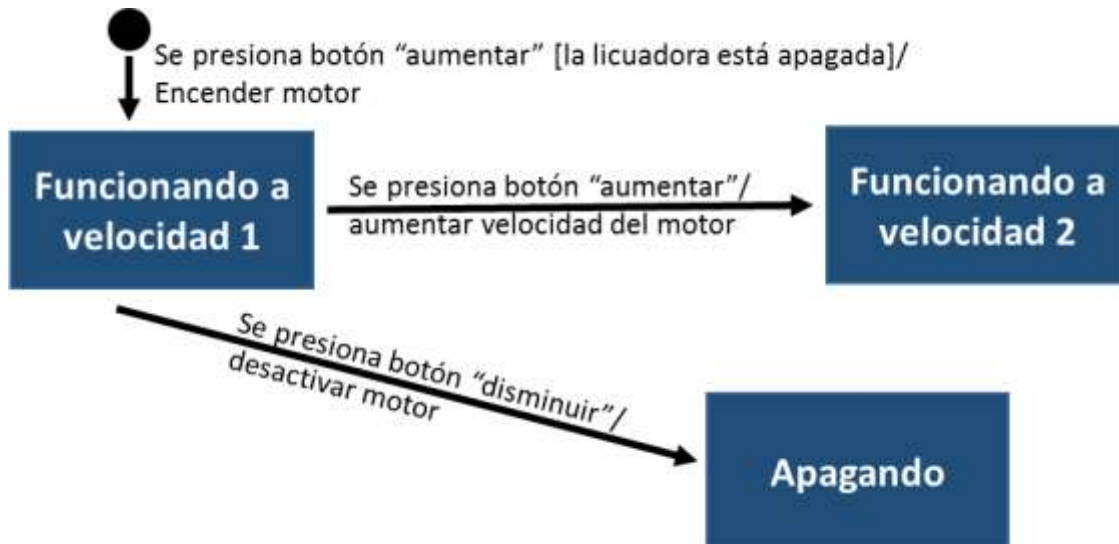 Se presiona botón “aumentar” [la licuadora está apagada]/
Encender motor
Funcionando a
velocidad 1
Se presiona botón “aumentar”/
aumentar velocidad del motor
Funcionando a
velocidad 2
Se presiona botón “disminuir”/
desactivar motor
Apagando